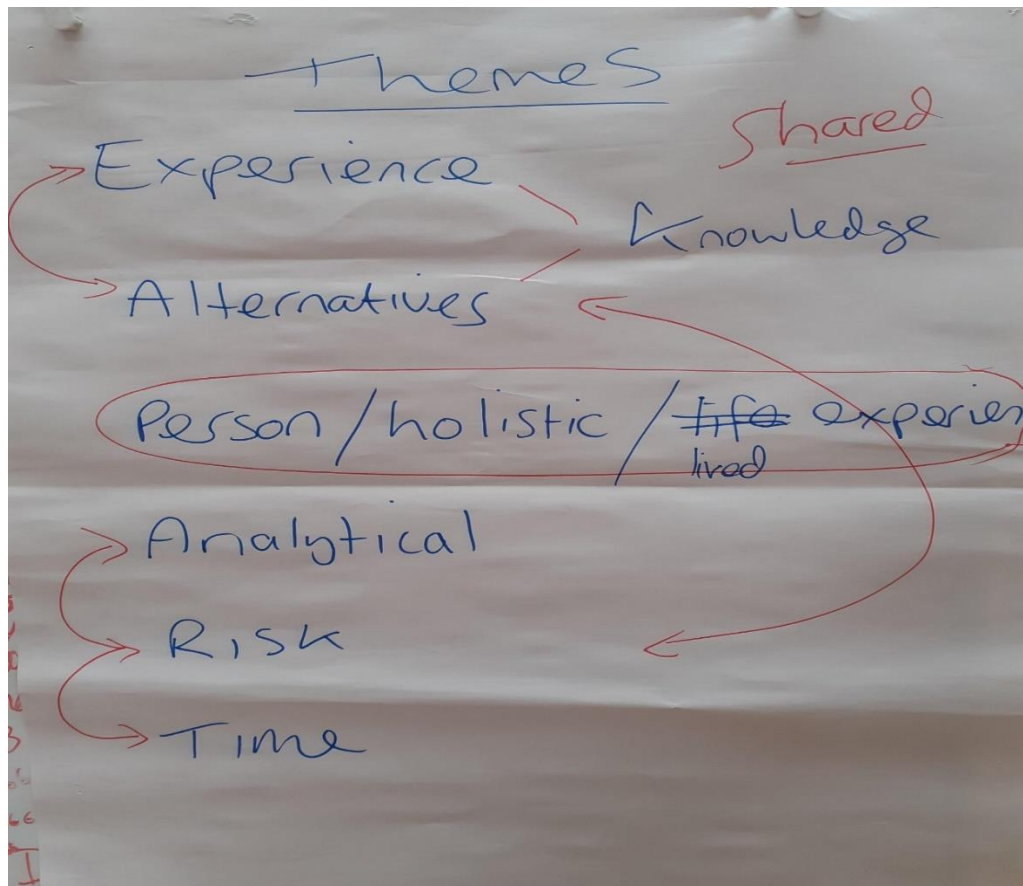 Themes
Shared
Experience
Knowledge
Alternatives
Person / holistic / life experien
lived
Analytical
Risk
Time